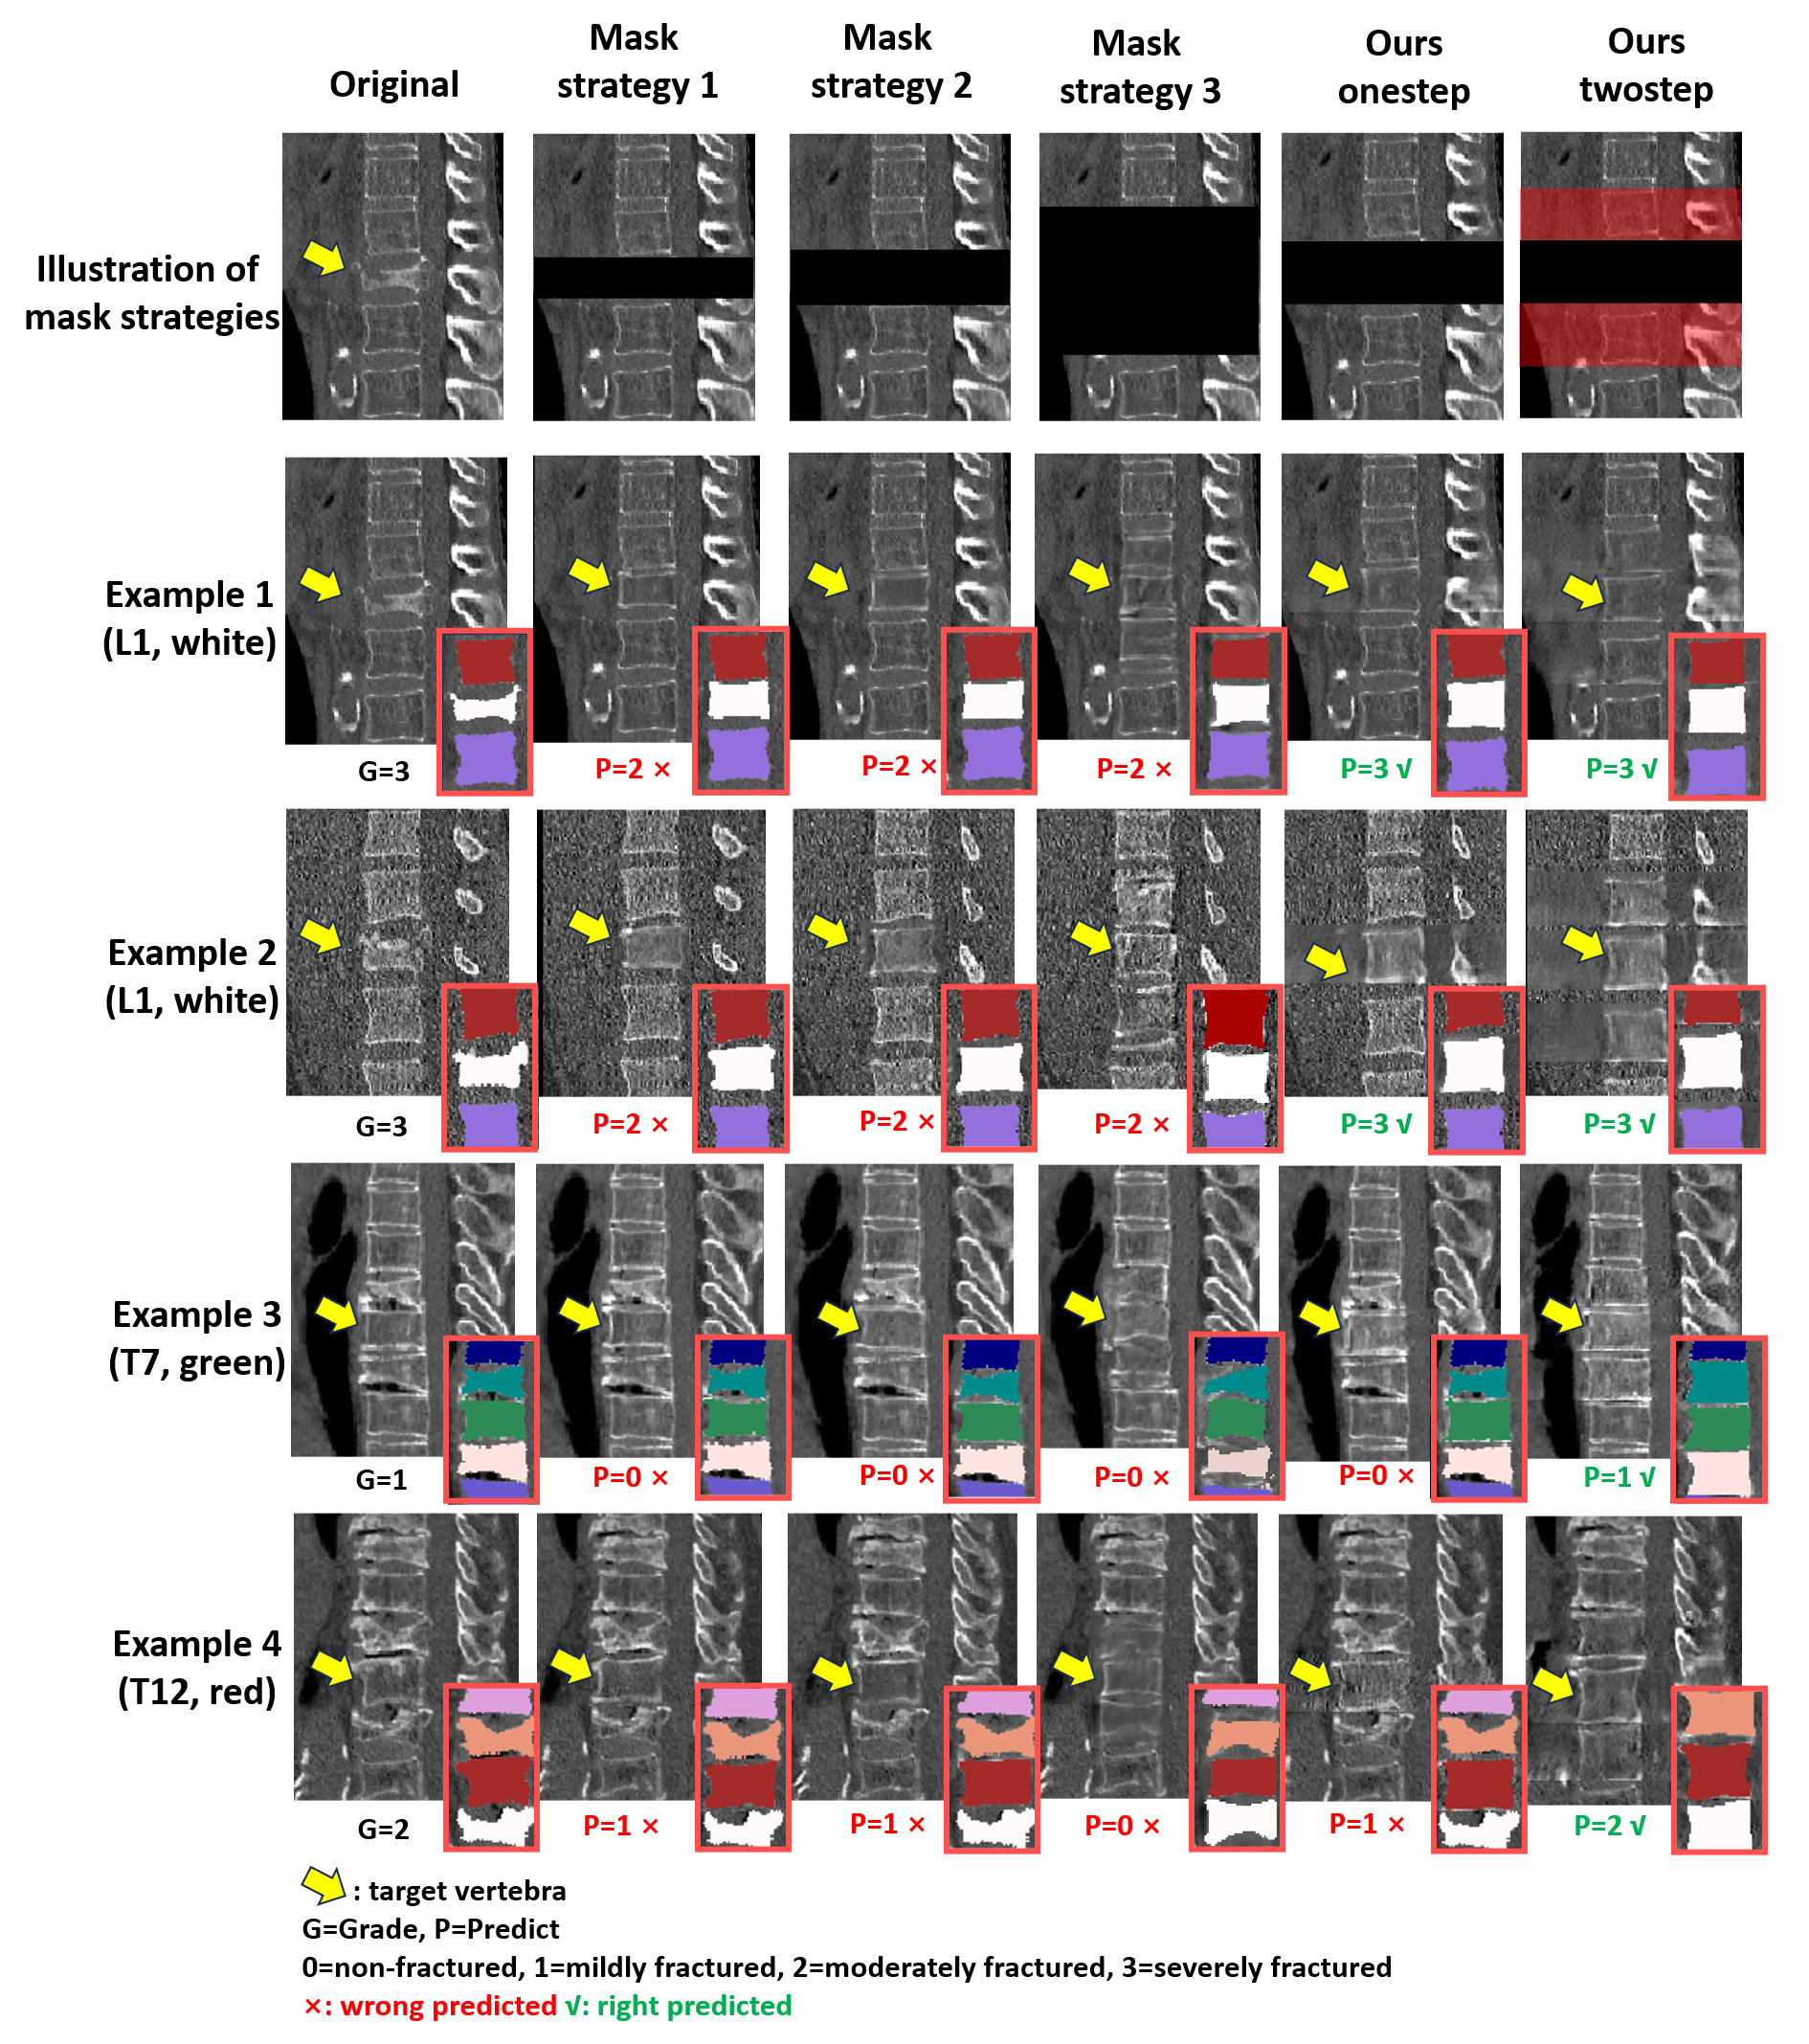 Original
Mask
strategy 1
Mask
strategy 2
Mask
strategy 3
Ours
onestep
Ours
twostep
Illustration of
mask strategies
Example 1
(L1, white)
G=3
P=2 ×
P=2 ×
P=2 ×
P=3 √
P=3 √
Example 2
(L1, white)
G=3
P=2 ×
P=2 ×
P=2 ×
P=3 √
P=3 √
Example 3
(T7, green)
G=1
P=0 ×
P=0 ×
P=0 ×
P=0 ×
P=1 √
Example 4
(T12, red)
G=2
P=1 ×
P=1 ×
P=0 ×
P=1 ×
P=2 √
: target vertebra
G=Grade, P=Predict
0=non-fractured, 1=mildly fractured, 2=moderately fractured, 3=severely fractured
×: wrong predicted √: right predicted